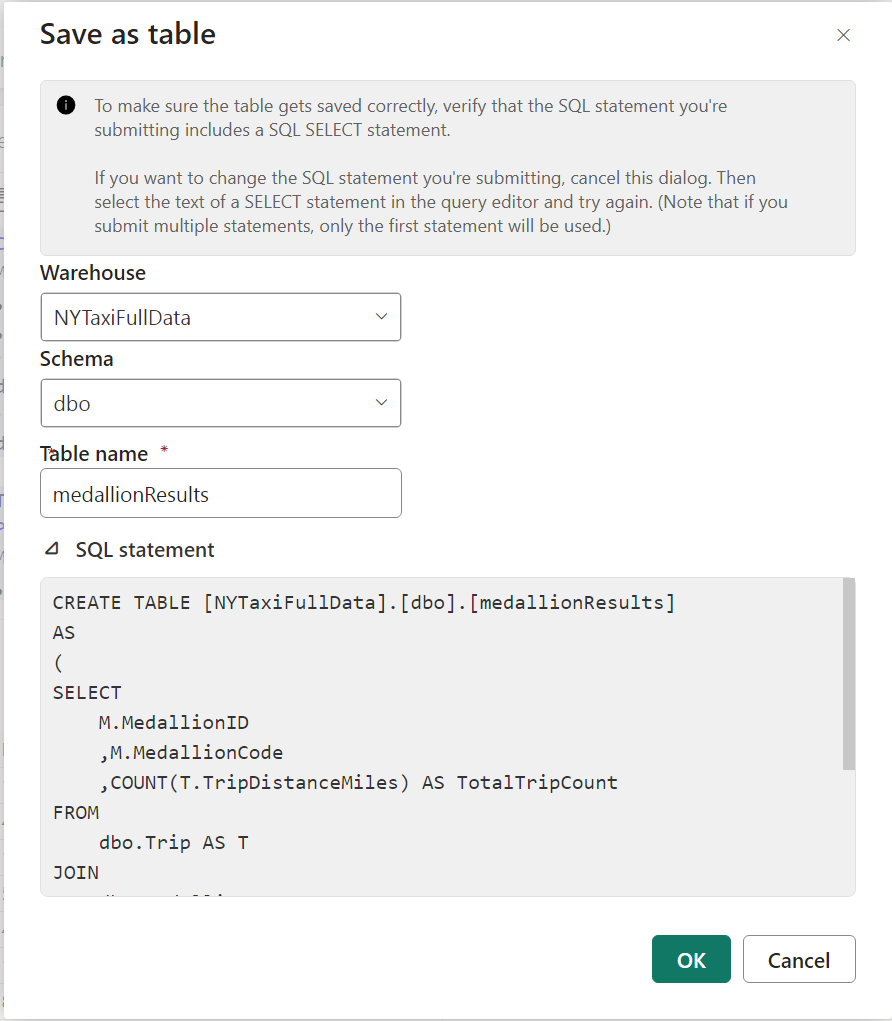 Save as table
To make sure the table gets saved correctly, verify that the SQL statement you're
submitting includes a SQL SELECT statement.
If you want to change the SQL statement you're submitting, cancel this dialog. Then
select the text of a SELECT statement in the query editor and try again. (Note that if you
submit multiple statements, only the first statement will be used.)
Warehouse
NYTaxiFullData
Schema
dbo
Table name *
medallionResults
SQL statement
CREATE TABLE [NYTaxiFullData].[dbo].[medallionResults]
AS
(
SELECT
    M.MedallionID
    ,M.MedallionCode
    ,COUNT(T.TripDistanceMiles) AS TotalTripCount
FROM
    dbo.Trip AS T
JOIN
OK
Cancel